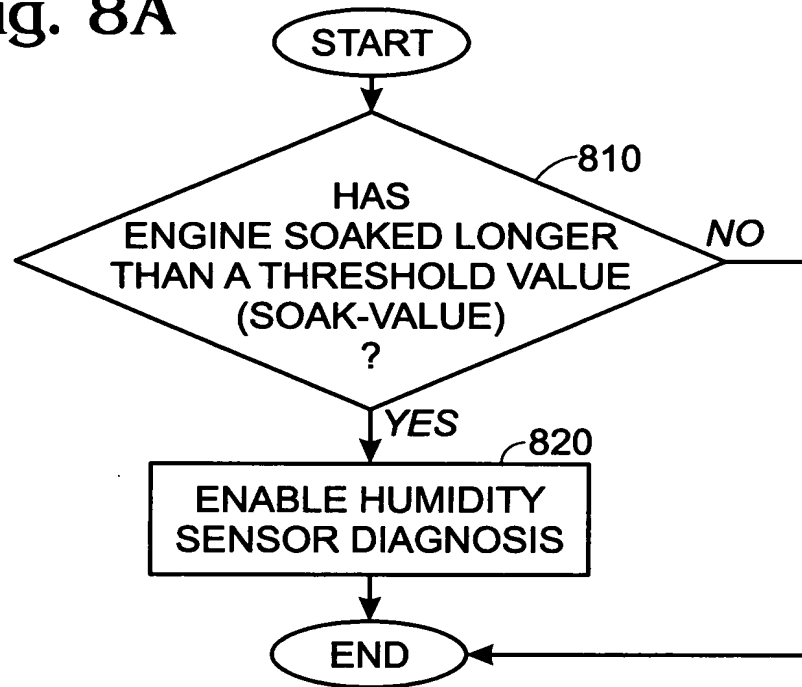 Fig. 8A
START
810
HAS
ENGINE SOAKED LONGER
THAN A THRESHOLD VALUE
(SOAK-VALUE)
?
NO
YES
820
ENABLE HUMIDITY
SENSOR DIAGNOSIS
END